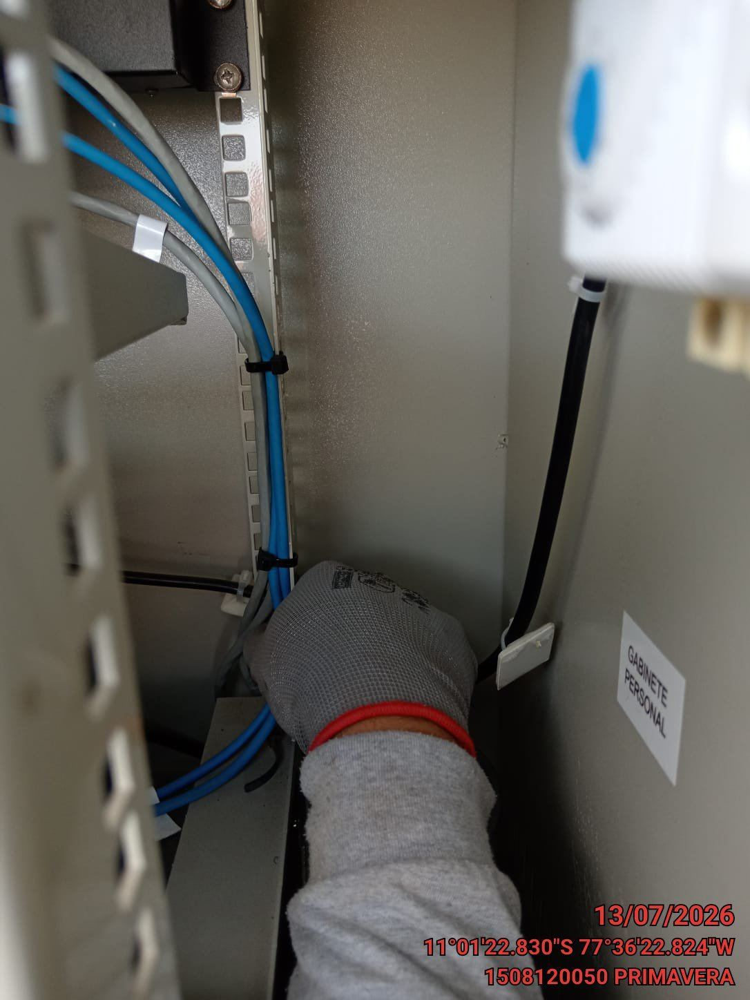 GABINETE
PERSONAL
13/07/2026
11°01'22.830"S 77°36'22.824"W
1508120050 PRIMAVERA